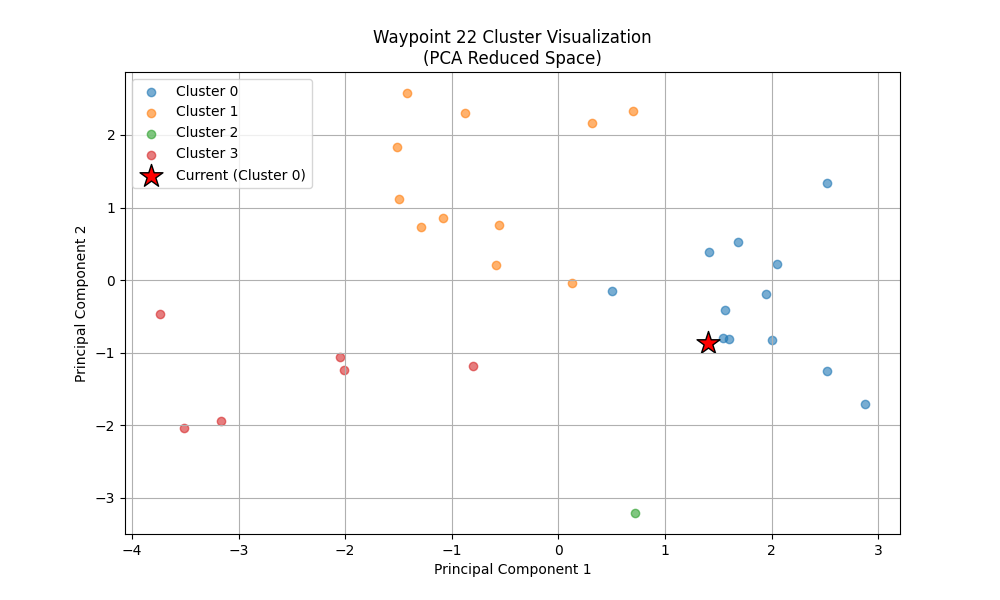 Waypoint 22 Cluster Visualization
(PCA Reduced Space)
Cluster 0
Cluster 1
Cluster 2
Cluster 3
Current (Cluster 0)
Principal Component 2
2
1
0
−1
−2
−3
−4
−3
−2
−1
0
1
2
3
Principal Component 1